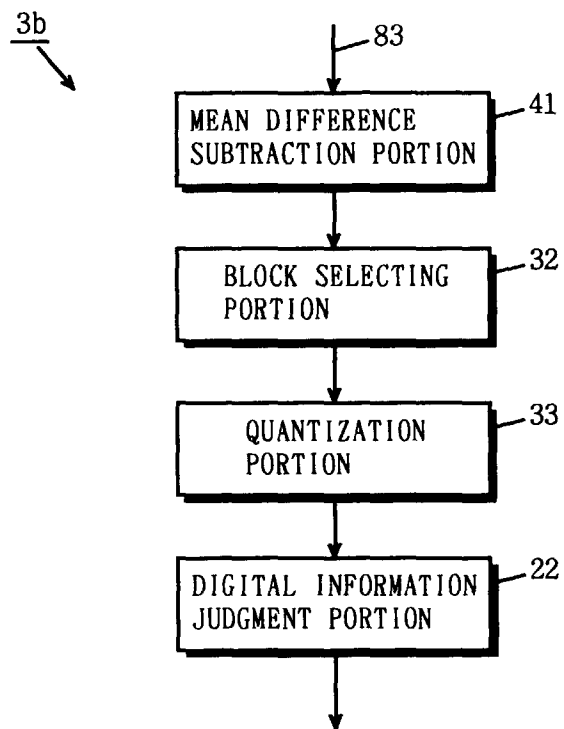 3b
83
MEAN DIFFERENCE
SUBTRACTION PORTION
41
BLOCK SELECTING
PORTION
32
QUANTIZATION
PORTION
33
DIGITAL INFORMATION
JUDGMENT PORTION
22